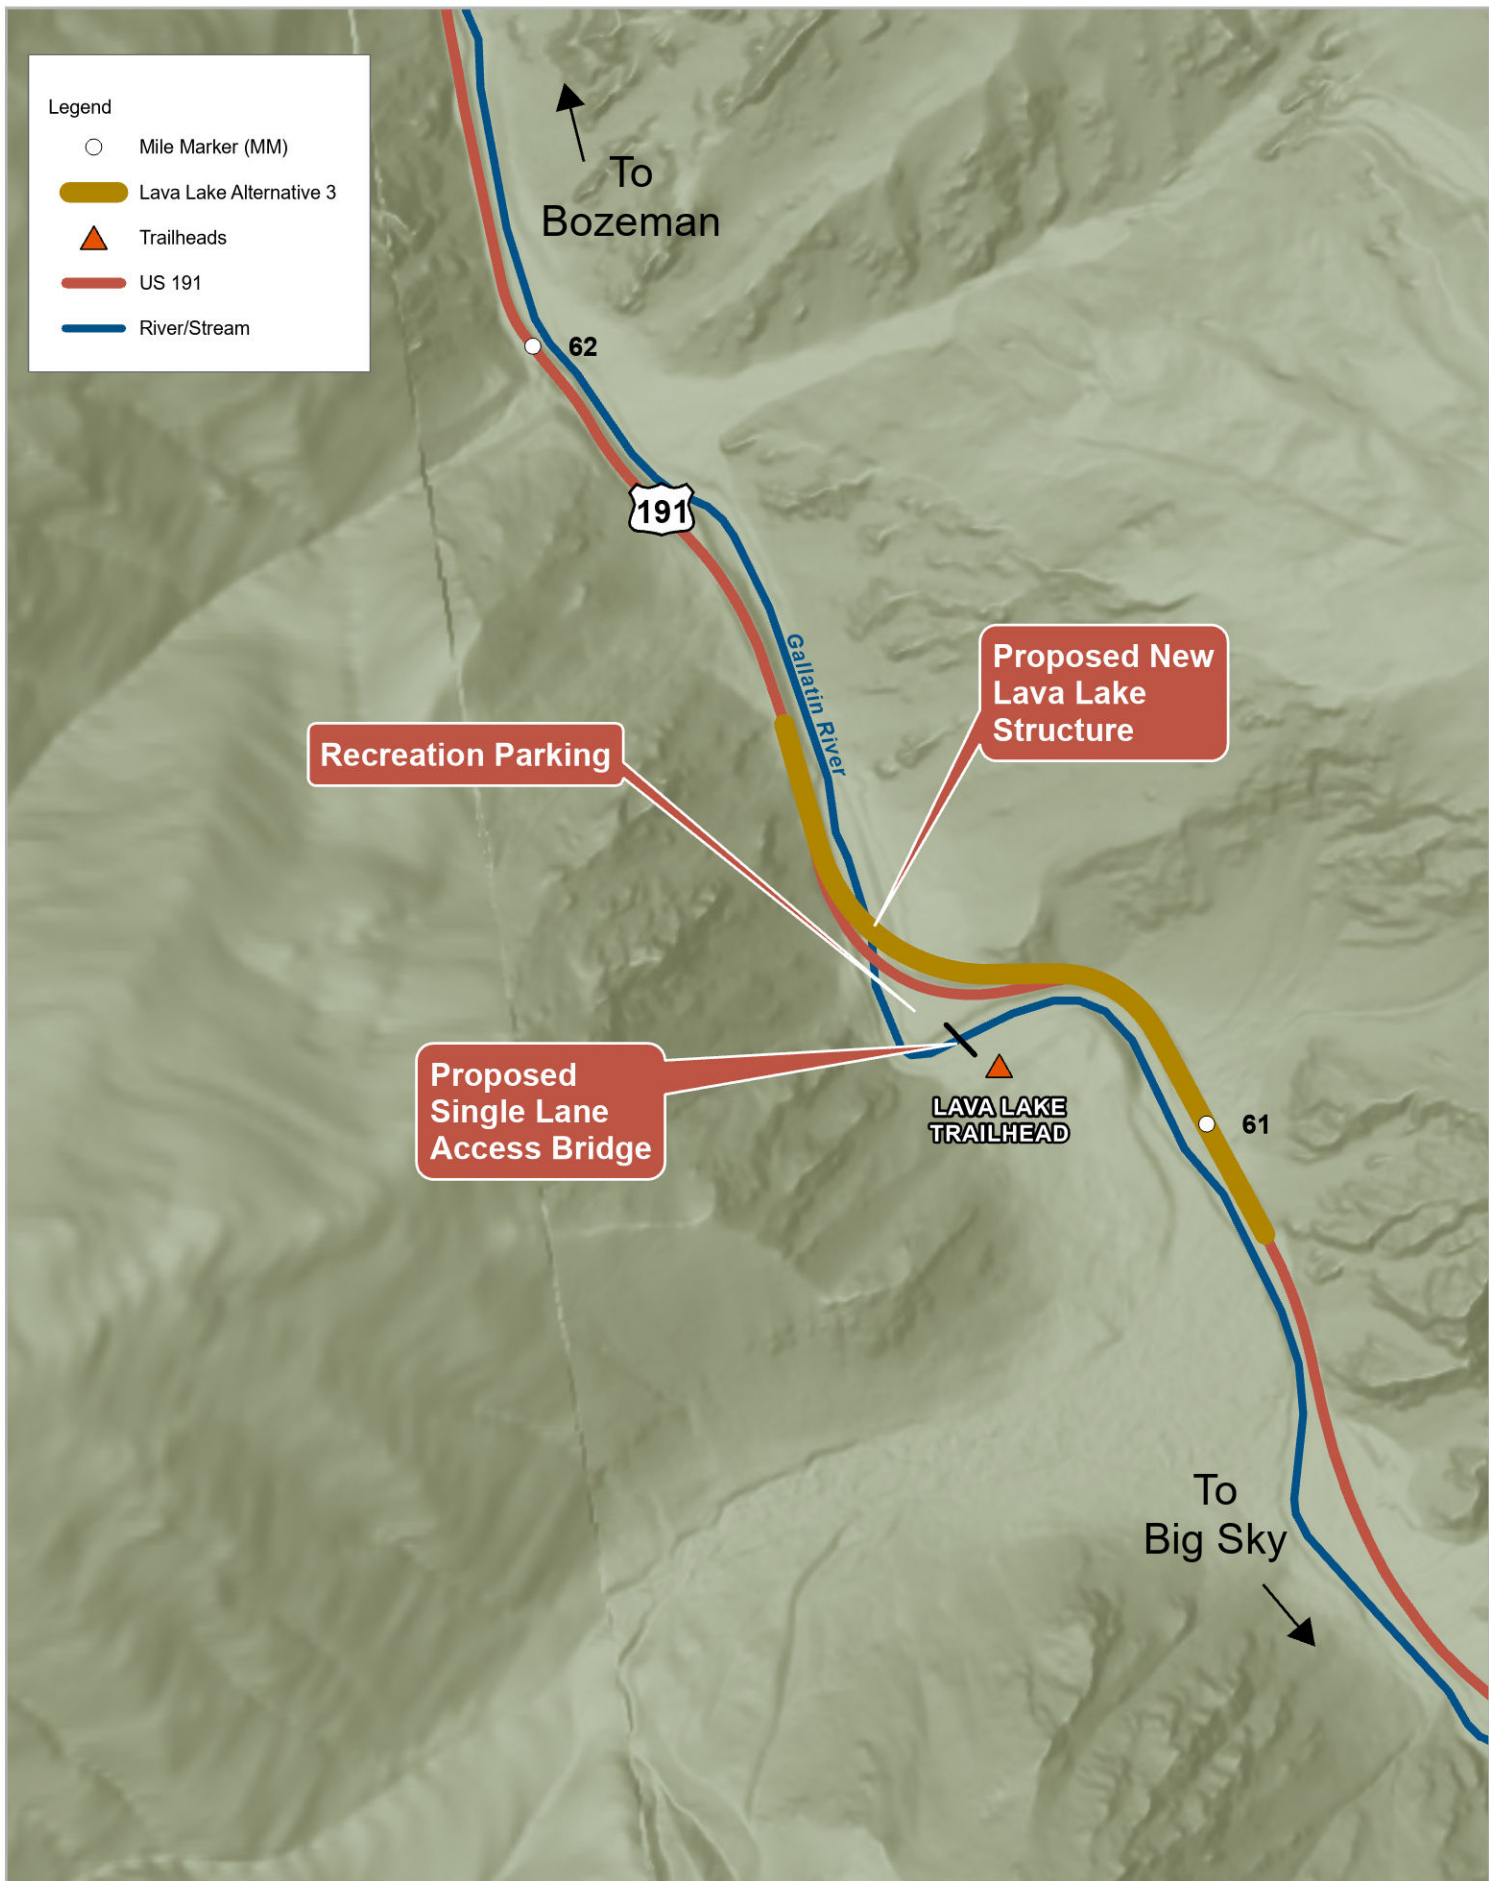 Legend
Mile Marker (MM)
Lava Lake Alternative 3
Trailheads
US 191
River/Stream
To
Bozeman
62
191
Gallatin River
Proposed New
Lava Lake
Structure
Recreation Parking
Proposed
Single Lane
Access Bridge
LAVA LAKE
TRAILHEAD
61
To
Big Sky